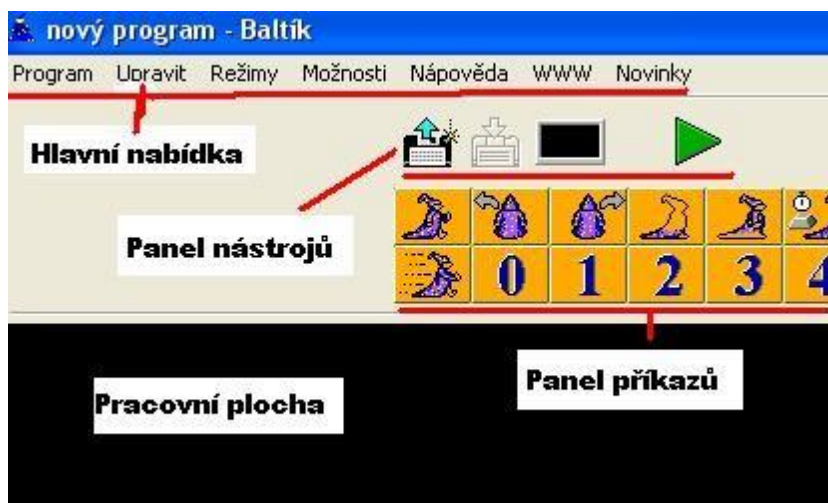 nový program - Baltík
Program Upravit Režimy Možnosti Nápověda WWW Novinky
Hlavní nabídka
Panel nástrojů
0 1 2 3 4
Pracovní plocha
Panel příkazů